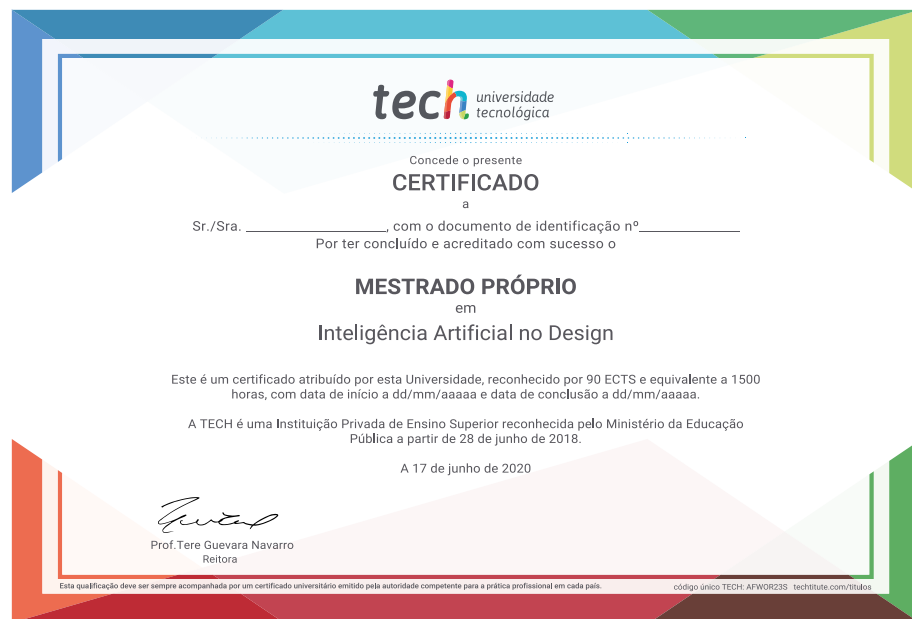 tech universidade
tecnológica
Concede o presente
CERTIFICADO
a
Sr./Sra. ____________________, com o documento de identificação nº______________
Por ter concluído e acreditado com sucesso o
MESTRADO PRÓPRIO
em
Inteligência Artificial no Design
Este é um certificado atribuído por esta Universidade, reconhecido por 90 ECTS e equivalente a 1500
horas, com data de início a dd/mm/aaaaa e data de conclusão a dd/mm/aaaaa.
A TECH é uma Instituição Privada de Ensino Superior reconhecida pelo Ministério da Educação
Pública a partir de 28 de junho de 2018.
A 17 de junho de 2020
Prof.Tere Guevara Navarro
Reitora
Esta qualificação deve ser sempre acompanhada por um certificado universitário emitido pela autoridade competente para a prática profissional em cada país.
código único TECH: AFWOR23S techtitute.com/titulos